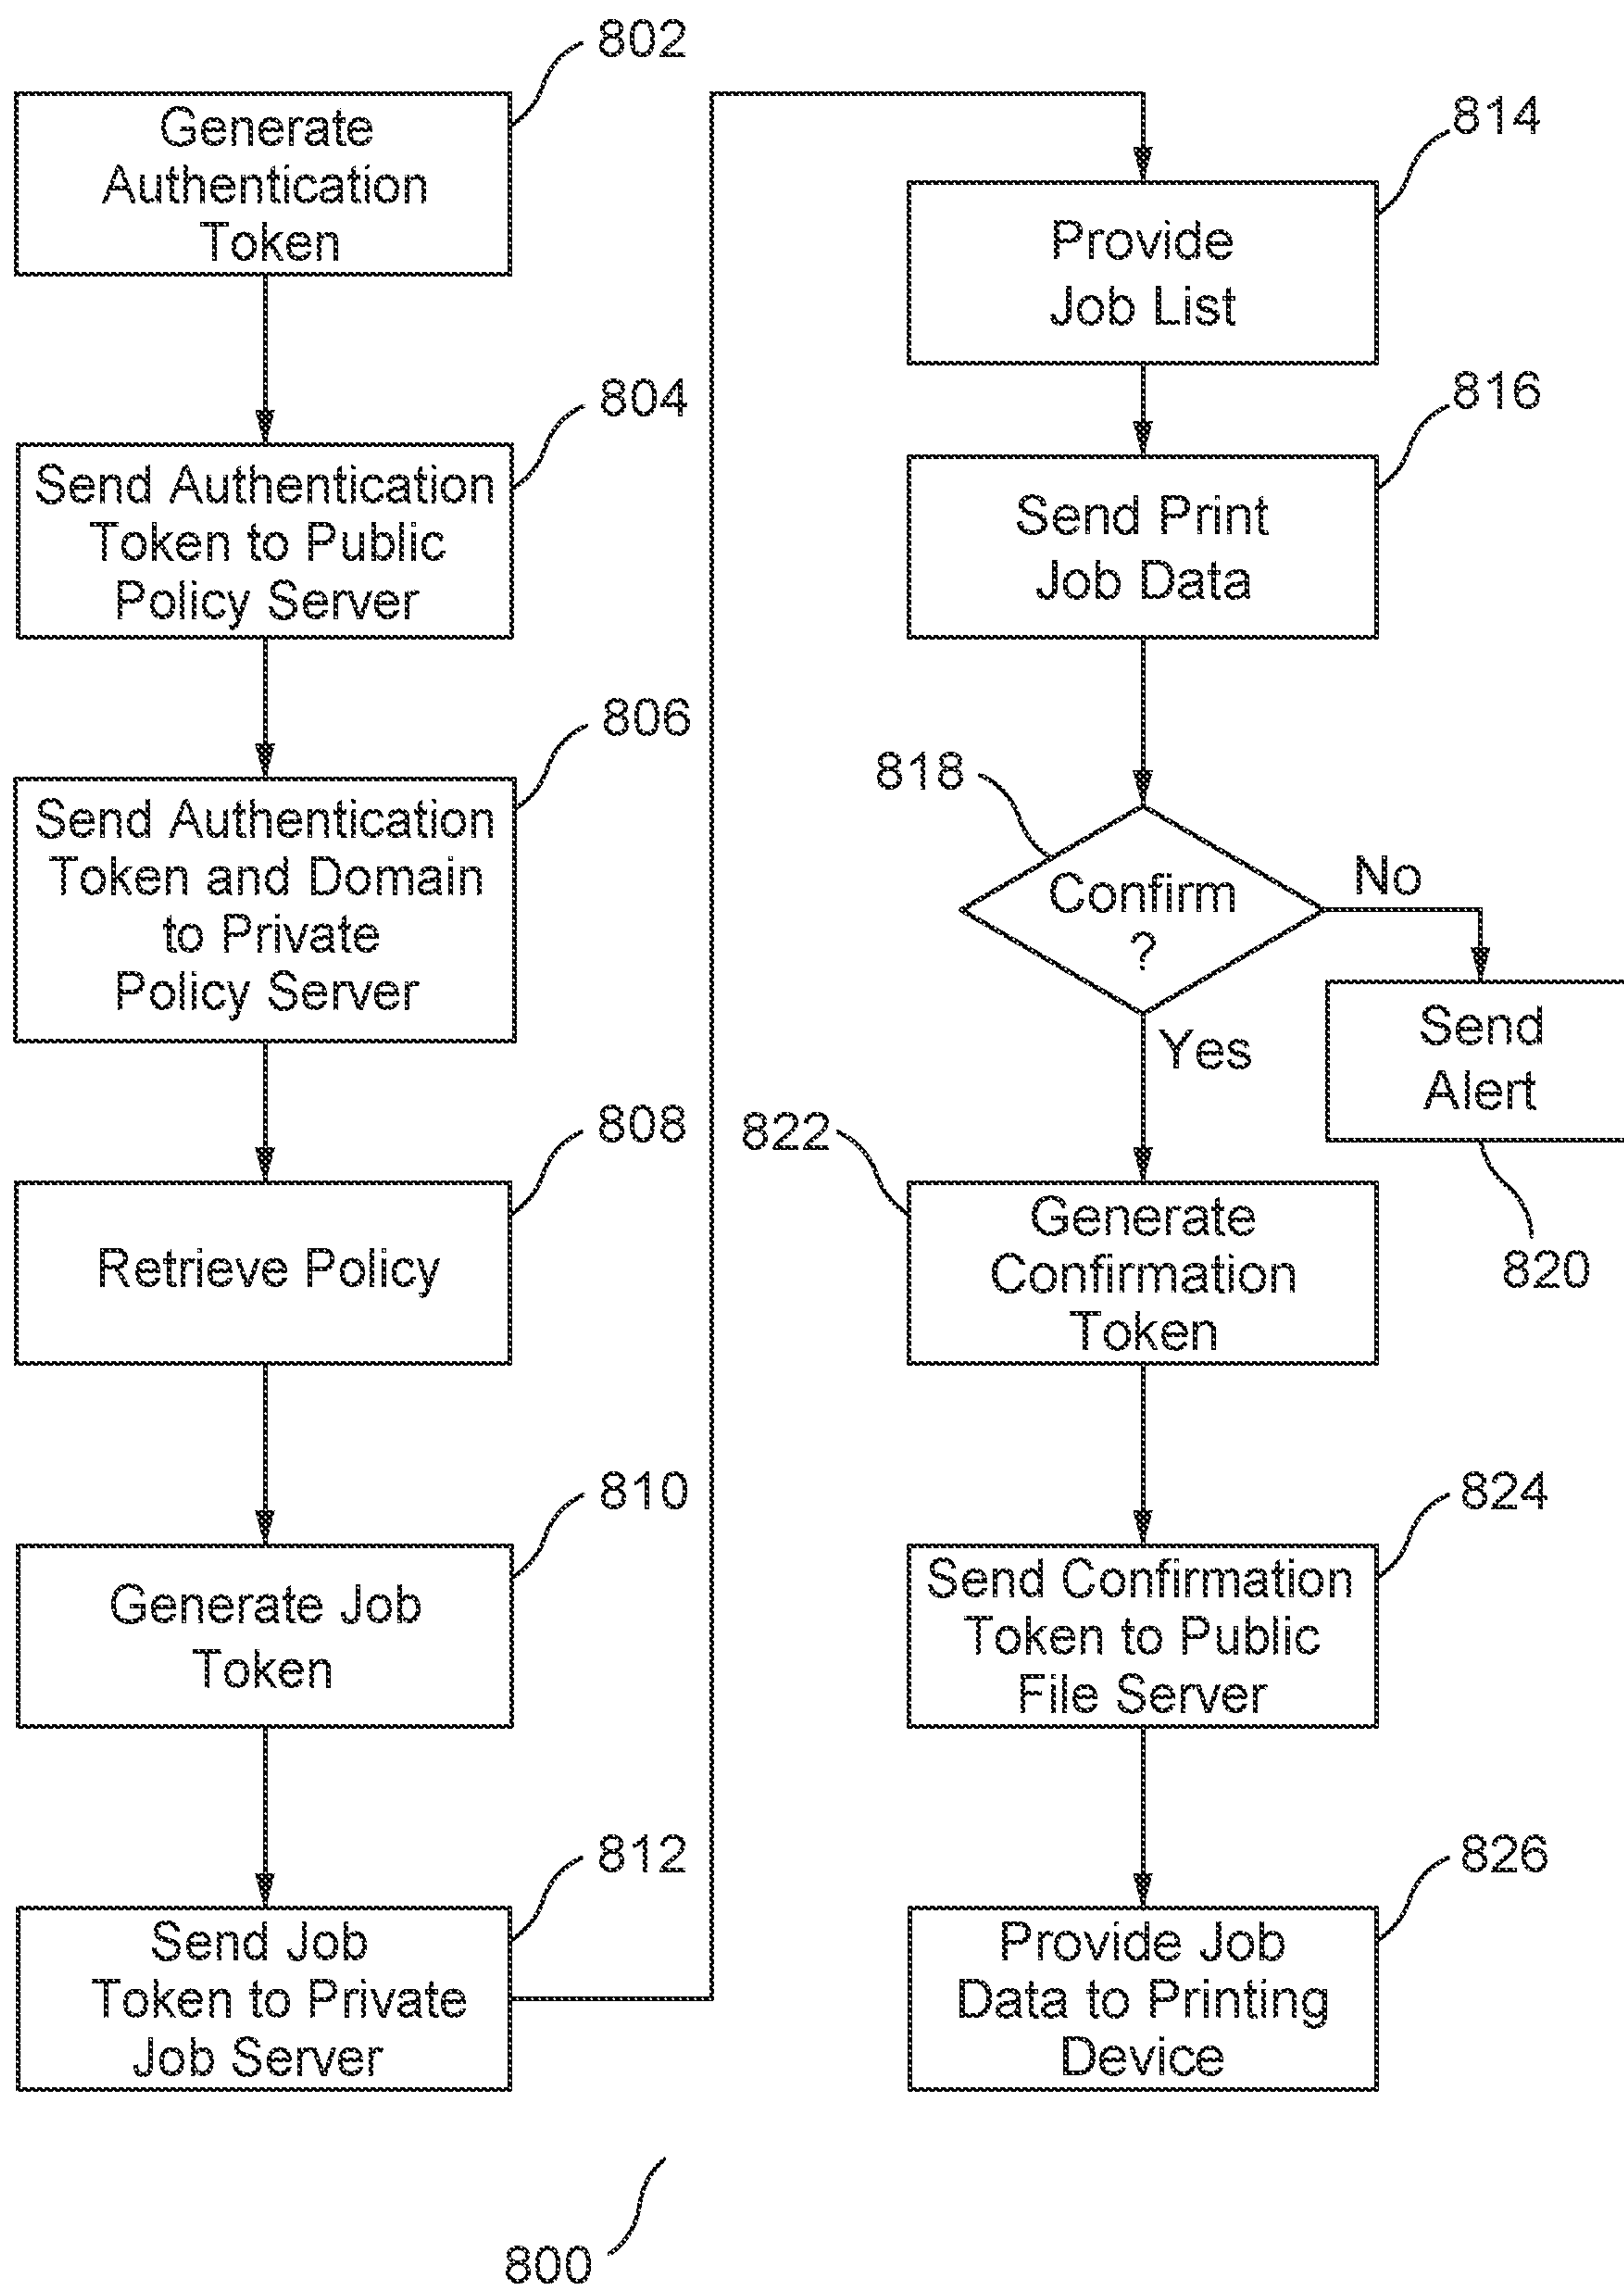 802
Generate
Authentication
Token
804
Send Authentication
Token to Public
Policy Server
806
Send Authentication
Token and Domain
to Private
Policy Server
808
Retrieve Policy
810
Generate Job
Token
812
Send Job
Token to Private
Job Server
814
Provide
Job List
816
Send Print
Job Data
818
Confirm
?
No
Yes
Send
Alert
820
822
Generate
Confirmation
Token
824
Send Confirmation
Token to Public
File Server
826
Provide Job
Data to Printing
Device
800